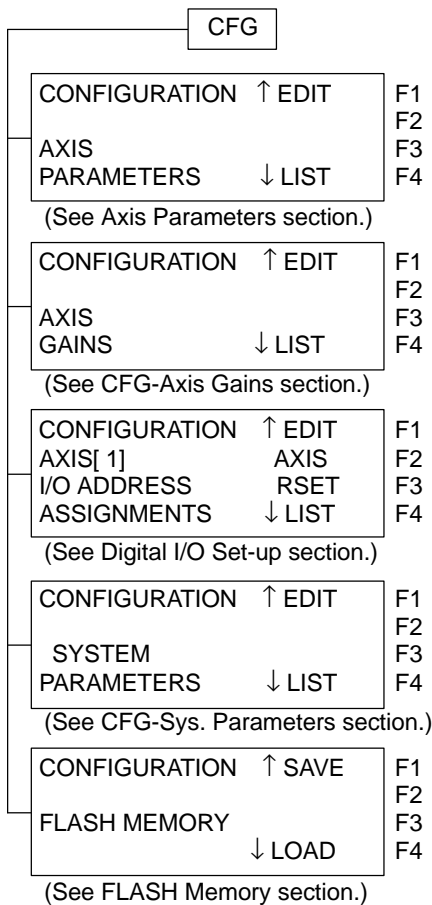 CFG
CONFIGURATION ↑ EDIT F1
F2
AXIS F3
PARAMETERS ↓ LIST F4
(See Axis Parameters section.)
CONFIGURATION ↑ EDIT F1
F2
AXIS F3
GAINS ↓ LIST F4
(See CFG-Axis Gains section.)
CONFIGURATION ↑ EDIT F1
AXIS[ 1] AXIS F2
I/O ADDRESS RSET F3
ASSIGNMENTS ↓ LIST F4
(See Digital I/O Set-up section.)
CONFIGURATION ↑ EDIT F1
F2
SYSTEM F3
PARAMETERS ↓ LIST F4
(See CFG-Sys. Parameters section.)
CONFIGURATION ↑ SAVE F1
F2
FLASH MEMORY F3
↓ LOAD F4
(See FLASH Memory section.)